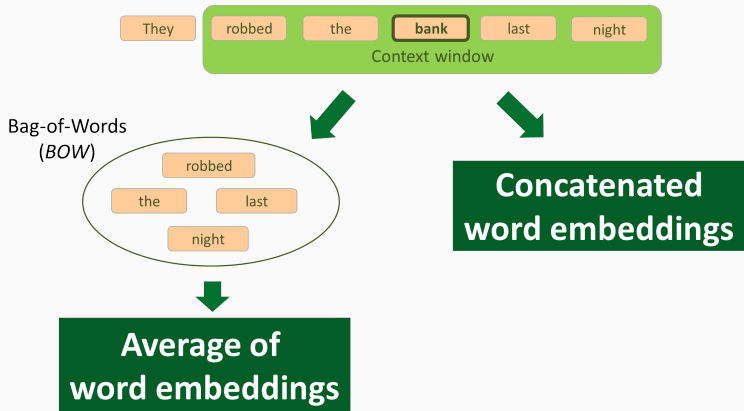 They robbed the bank last night
Context window
Bag-of-Words
(BOW)
robbed
the last
night
Concatenated
word embeddings
Average of
word embeddings